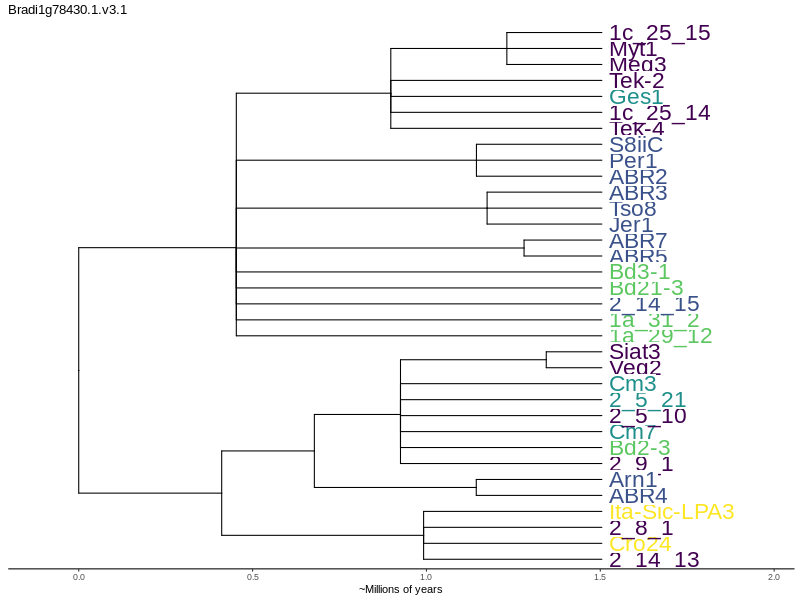 Bradi1g78430.1.v3.1
1c_25_15
Myt1
Meg3
Tek-2
Ges1
1c_25_14
Tek-4
S8iiC
Per1
ABR2
ABR3
Tso8
Jer1
ABR7
ABR5
Bd3-1
Bd21-3
2_14_15
1a_31_2
1a_29_12
Siat3
Veg2
Cm3
2_5_21
2_5_10
Cm7
Bd2-3
2_9_1
Arn1
ABR4
Ita-Sic-LPA3
2_8_1
Cro24
2_14_13
0.0 0.5 1.0 1.5 2.0
~Millions of years